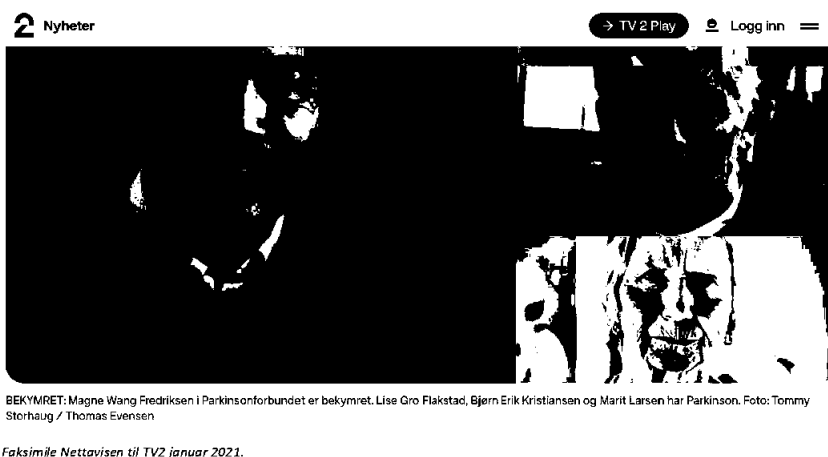 2 Nyheter
→ TV 2 Play
Logg inn
BEKYMRET: Magne Wang Fredriksen i Parkinsonforbundet er bekymret. Lise Gro Flakstad, Bjørn Erik Kristiansen og Marit Larsen har Parkinson. Foto: Tommy
Storhaug / Thomas Evensen
Faksimile Nettavisen til TV2 januar 2021.